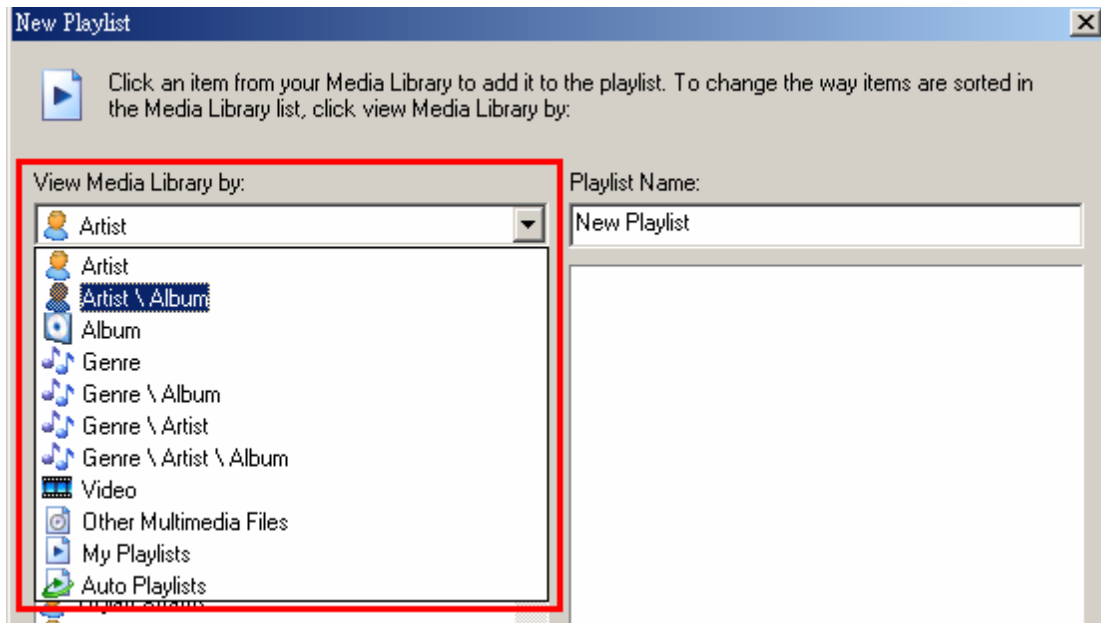 New Playlist
Click an item from your Media Library to add it to the playlist. To change the way items are sorted in
the Media Library list, click view Media Library by:
View Media Library by:
Artist
Artist
Artist \ Album
Album
Genre
Genre \ Album
Genre \ Artist
Genre \ Artist \ Album
Video
Other Multimedia Files
My Playlists
Auto Playlists
Playlist Name:
New Playlist